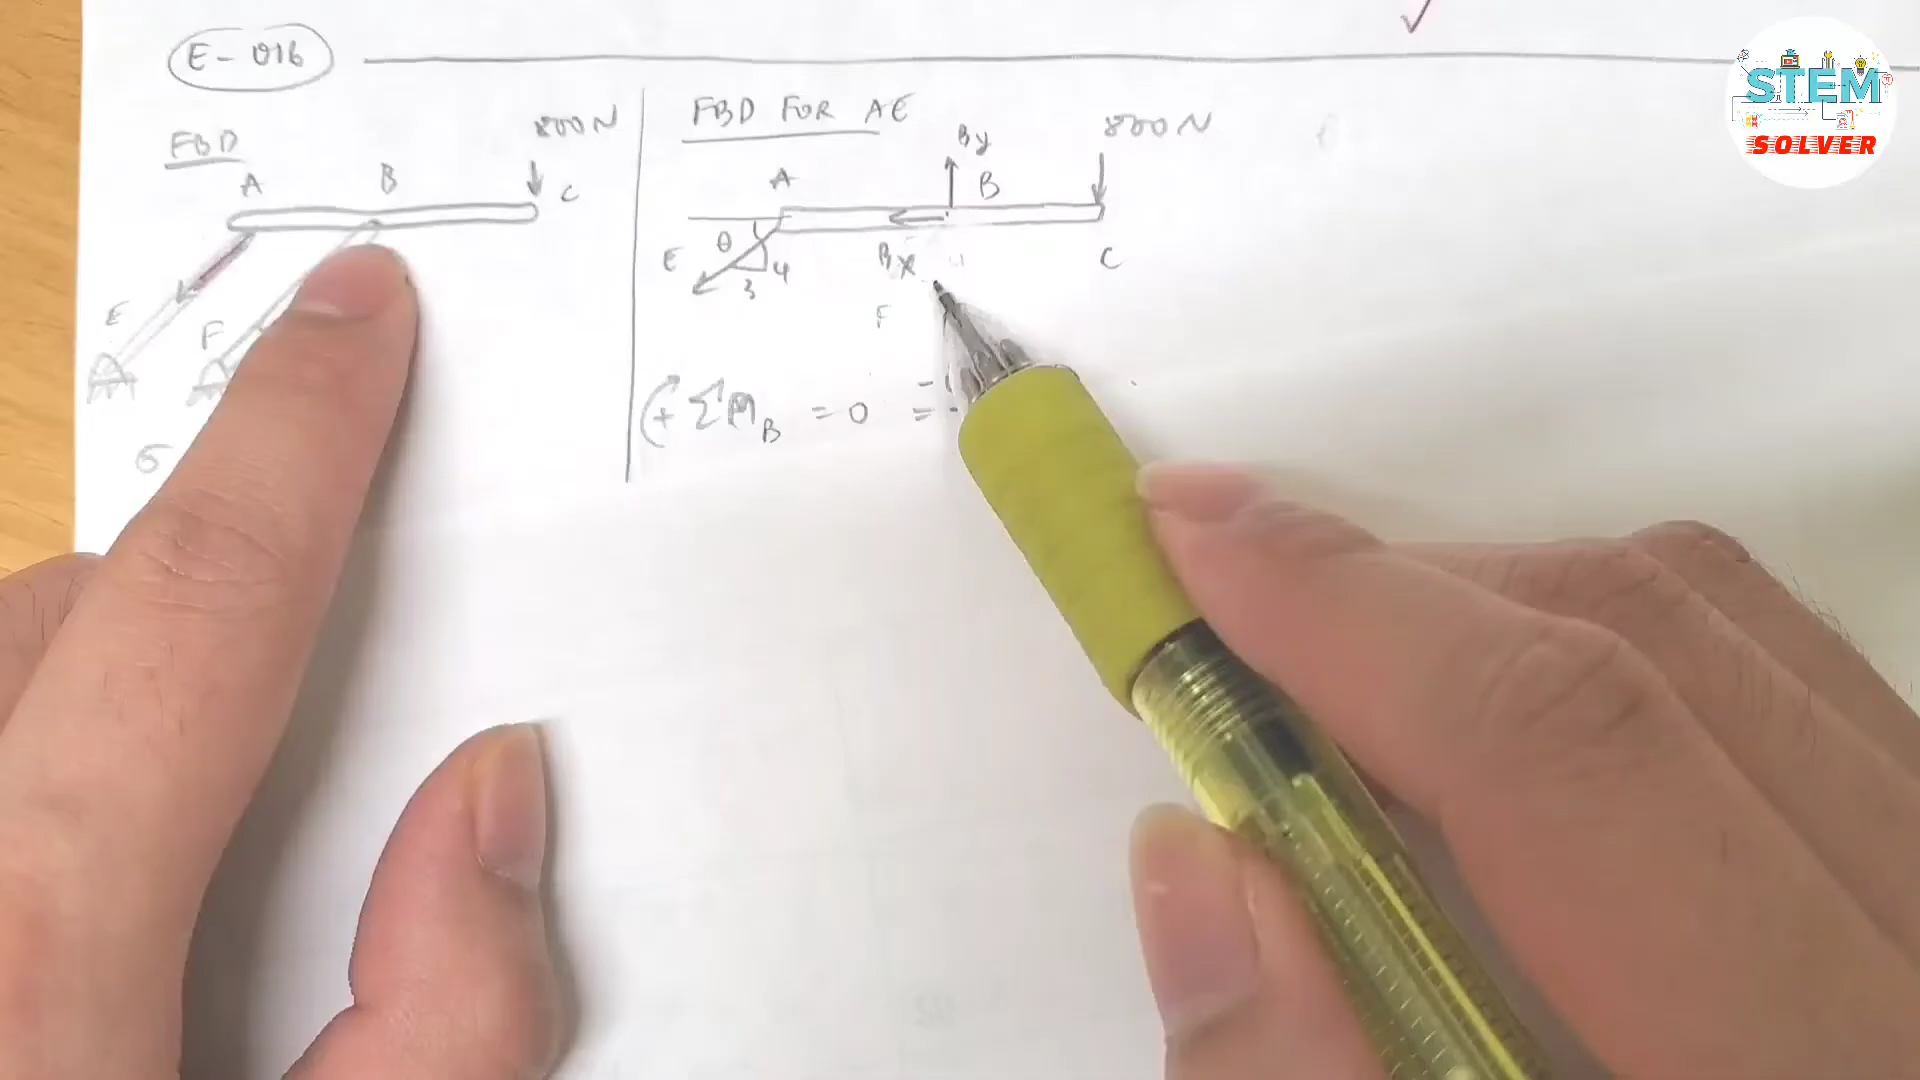 E-016
FBD
800N
A
B
C
E
F
σ
FBD FOR AE
By
800N
A
B
θ
E
4
3
Bx
C
F
(+ ΣM_B = 0 =
STEM
SOLVER